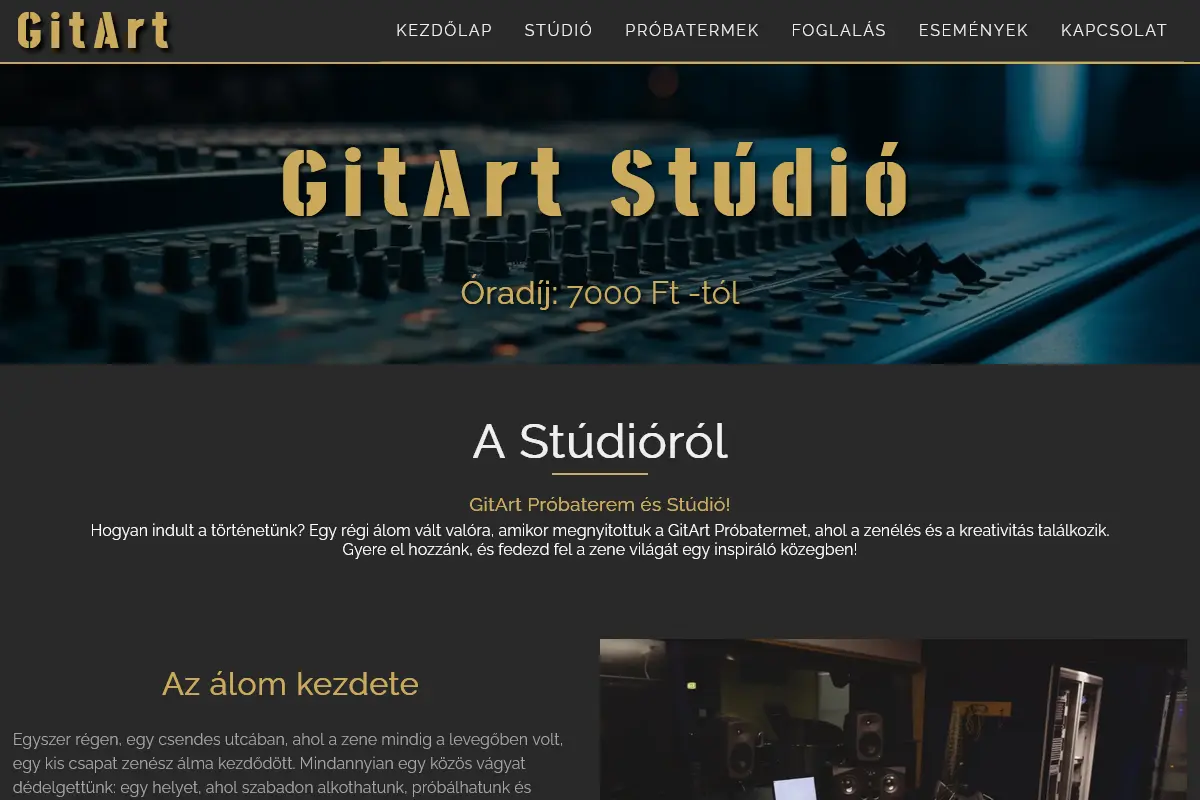 GitArt
KEZDŐLAP STÚDIÓ PRÓBATERMEK FOGLALÁS ESEMÉNYEK KAPCSOLAT
GitArt Stúdió
Óradíj: 7000 Ft -tól
A Stúdióról
GitArt Próbaterem és Stúdió!
Hogyan indult a történetünk? Egy régi álom vált valóra, amikor megnyitottuk a GitArt Próbatermet, ahol a zenélés és a kreativitás találkozik.
Gyere el hozzánk, és fedezd fel a zene világát egy inspiráló közegben!
Az álom kezdete
Egyszer régen, egy csendes utcában, ahol a zene mindig a levegőben volt,
egy kis csapat zenész álma kezdődött. Mindannyian egy közös vágyat
dédelgettünk: egy helyet, ahol szabadon alkothatunk, próbálhatunk és